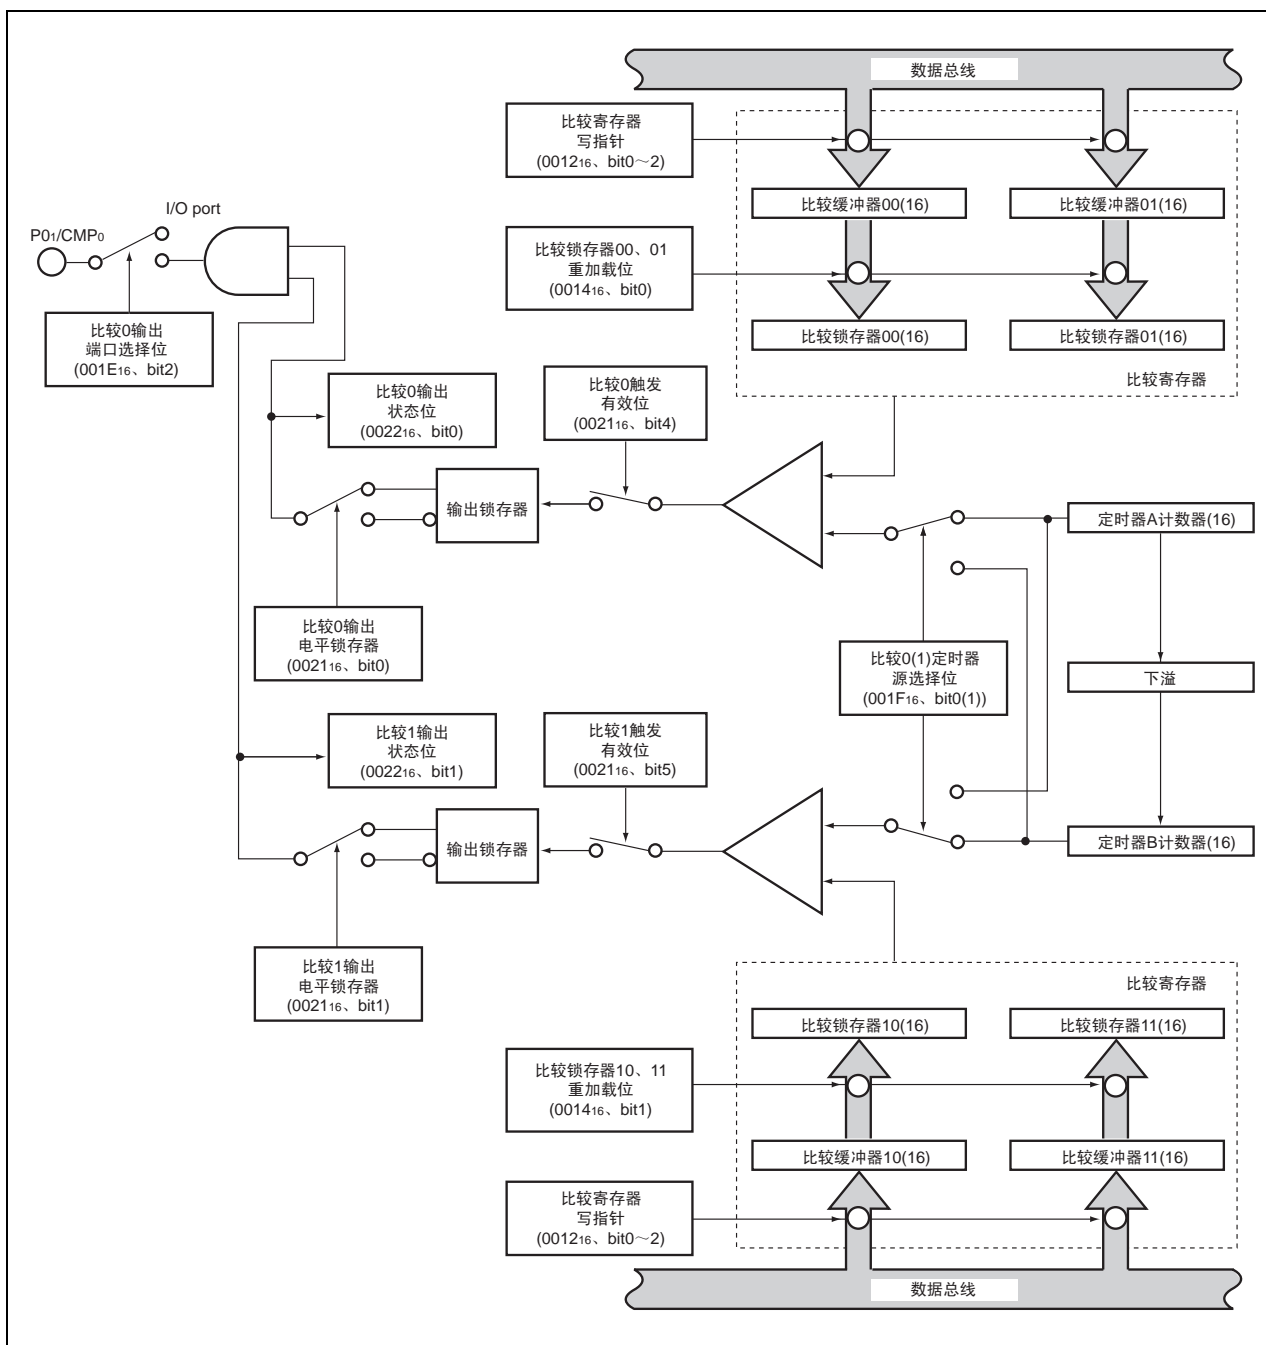 数据总线
比较寄存器
写指针
(001216、bit0～2)
比较缓冲器00(16)
比较缓冲器01(16)
I/O port
P01/CMP0
比较锁存器00、01
重加载位
(001416、bit0)
比较0输出
端口选择位
(001E16、bit2)
比较锁存器00(16)
比较锁存器01(16)
比较寄存器
比较0输出
状态位
(002216、bit0)
比较0触发
有效位
(002116、bit4)
输出锁存器
定时器A计数器(16)
比较0输出
电平锁存器
(002116、bit0)
比较0(1)定时器
源选择位
(001F16、bit0(1))
下溢
比较1输出
状态位
(002216、bit1)
比较1触发
有效位
(002116、bit5)
输出锁存器
定时器B计数器(16)
比较1输出
电平锁存器
(002116、bit1)
比较寄存器
比较锁存器10(16)
比较锁存器11(16)
比较锁存器10、11
重加载位
(001416、bit1)
比较缓冲器10(16)
比较缓冲器11(16)
比较寄存器
写指针
(001216、bit0～2)
数据总线